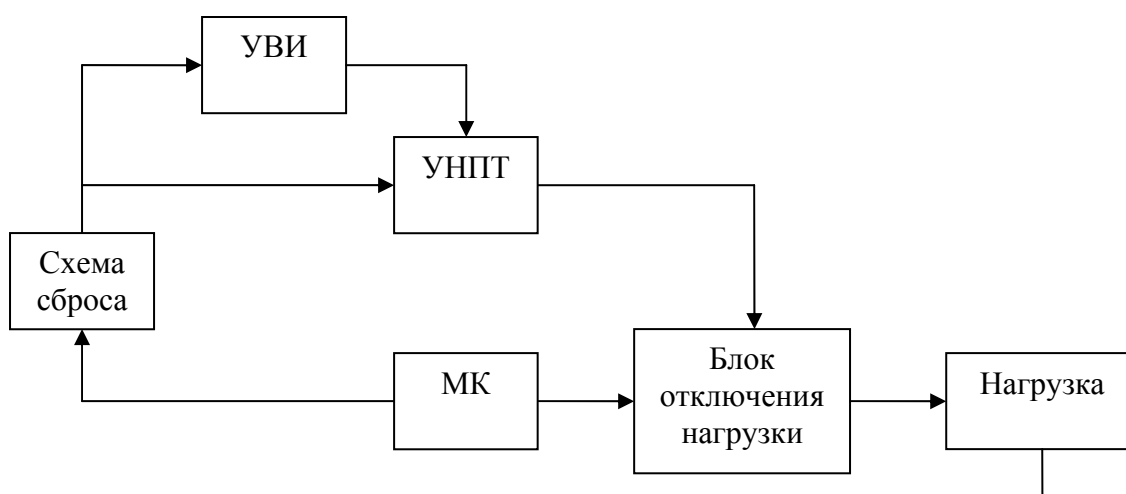 УВИ
УНПТ
Схема
сброса
МК
Блок
отключения
нагрузки
Нагрузка